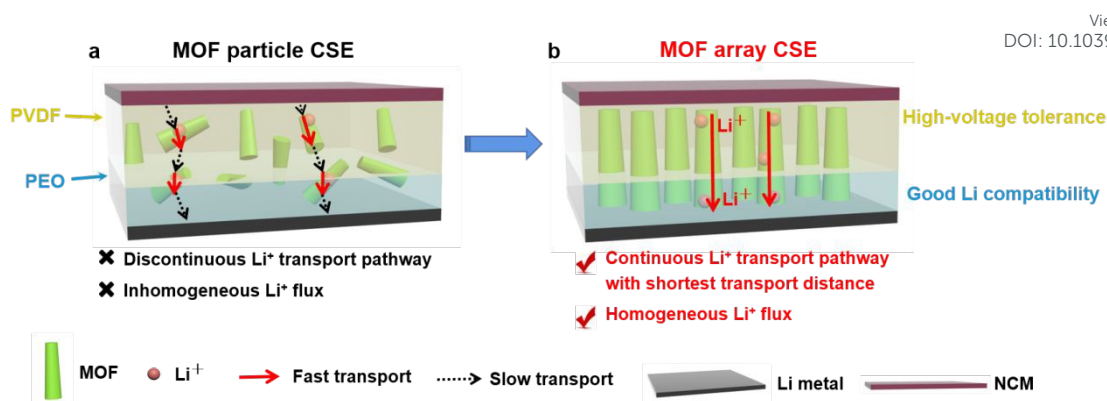 Vie
DOI: 10.1039
a MOF particle CSE
b MOF array CSE
PVDF
PEO
Li+
Li+
High-voltage tolerance
Good Li compatibility
✖ Discontinuous Li⁺ transport pathway
✖ Inhomogeneous Li⁺ flux
Continuous Li⁺ transport pathway
with shortest transport distance
Homogeneous Li⁺ flux
MOF
Li+
Fast transport
Slow transport
Li metal
NCM